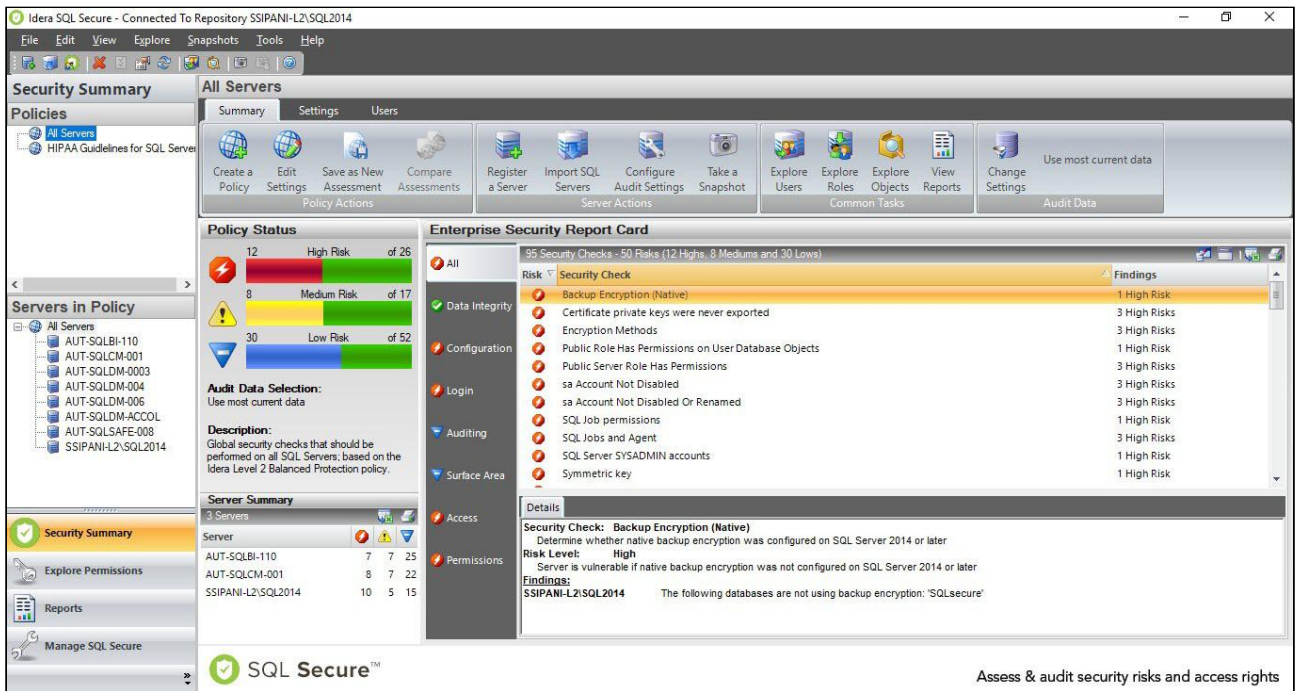 Idera SQL Secure - Connected To Repository SSIPANI-L2\SQL2014
File Edit View Explore Snapshots Tools Help
Security Summary
Policies
All Servers
HIPAA Guidelines for SQL Server
Servers in Policy
All Servers
AUT-SQLBI-110
AUT-SQLCM-001
AUT-SQLDM-0003
AUT-SQLDM-004
AUT-SQLDM-006
AUT-SQLDM-ACCOL
AUT-SQLSAFE-008
SSIPANI-L2\SQL2014
Security Summary
Explore Permissions
Reports
Manage SQL Secure
All Servers
Summary Settings Users
Create a Policy
Edit Settings
Save as New Assessment
Compare Assessments
Policy Actions
Register a Server
Import SQL Servers
Configure Audit Settings
Take a Snapshot
Server Actions
Explore Users
Explore Roles
Explore Objects
View Reports
Common Tasks
Change Settings
Use most current data
Audit Data
Policy Status
12 High Risk of 26
8 Medium Risk of 17
30 Low Risk of 52
Audit Data Selection:
Use most current data
Description:
Global security checks that should be
performed on all SQL Servers; based on the
Idera Level 2 Balanced Protection policy.
Server Summary
3 Servers
Server
AUT-SQLBI-110 7 7 25
AUT-SQLCM-001 8 7 22
SSIPANI-L2\SQL2014 10 5 15
Enterprise Security Report Card
All
Data Integrity
Configuration
Login
Auditing
Surface Area
Access
Permissions
95 Security Checks - 50 Risks (12 Highs, 8 Mediums and 30 Lows)
Risk Security Check Findings
Backup Encryption (Native) 1 High Risk
Certificate private keys were never exported 3 High Risks
Encryption Methods 3 High Risks
Public Role Has Permissions on User Database Objects 1 High Risk
Public Server Role Has Permissions 3 High Risks
sa Account Not Disabled 3 High Risks
sa Account Not Disabled Or Renamed 3 High Risks
SQL Job permissions 1 High Risk
SQL Jobs and Agent 3 High Risks
SQL Server SYSADMIN accounts 1 High Risk
Symmetric key 1 High Risk
Details
Security Check: Backup Encryption (Native)
Determine whether native backup encryption was configured on SQL Server 2014 or later
Risk Level: High
Server is vulnerable if native backup encryption was not configured on SQL Server 2014 or later
Findings:
SSIPANI-L2\SQL2014 The following databases are not using backup encryption: 'SQLsecure'
SQL Secure™
Assess & audit security risks and access rights